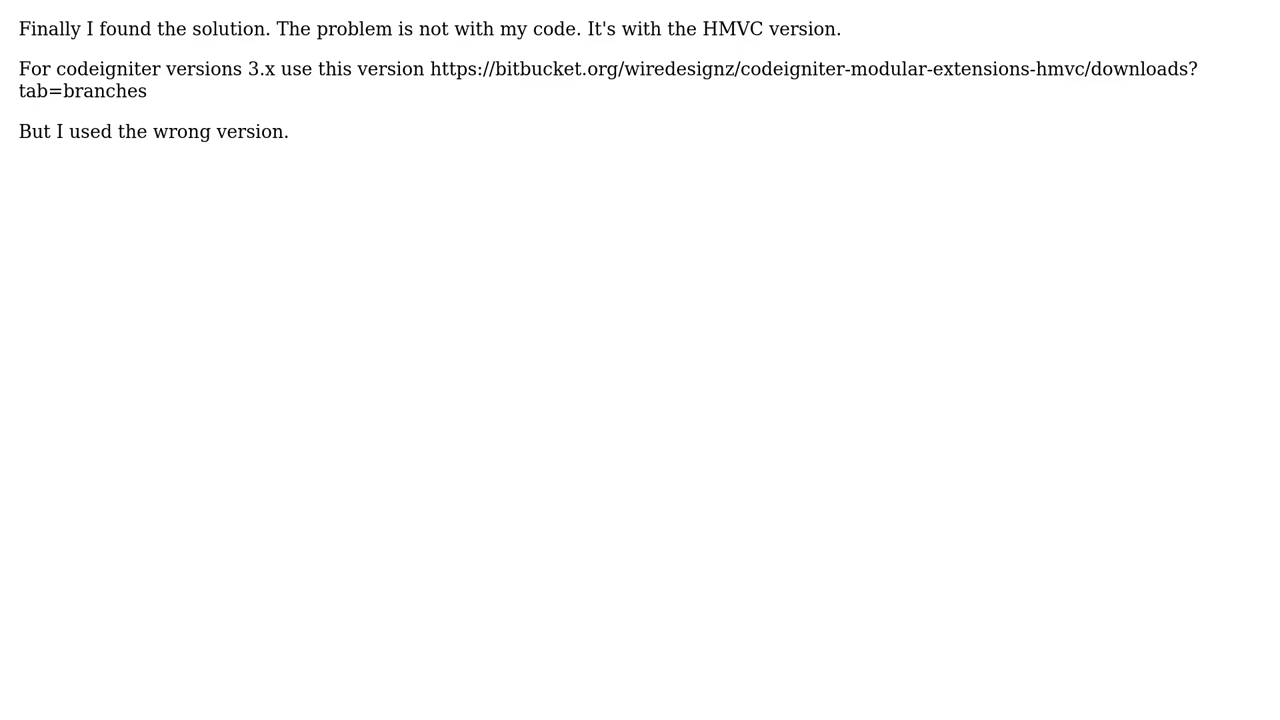 Finally I found the solution. The problem is not with my code. It's with the HMVC version.
For codeigniter versions 3.x use this version https://bitbucket.org/wiredesignz/codeigniter-modular-extensions-hmvc/downloads?
tab=branches
But I used the wrong version.